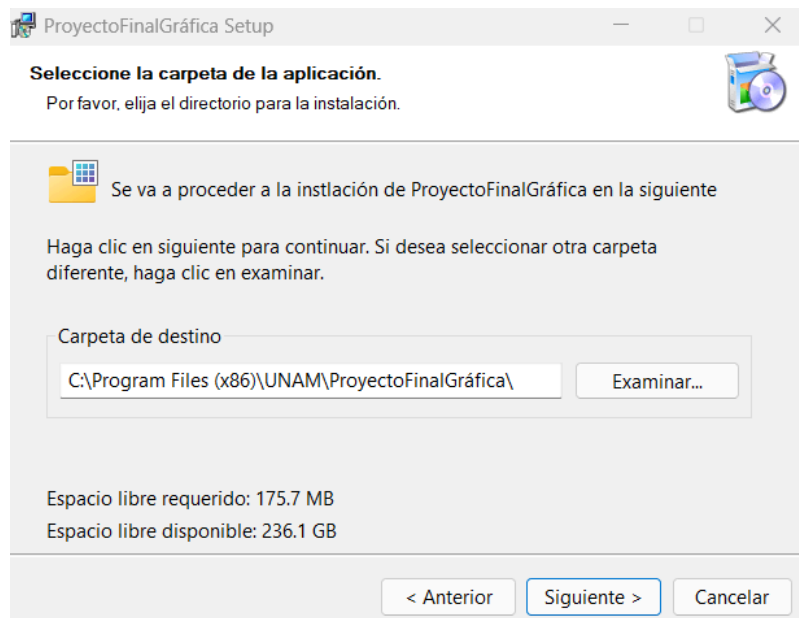 ProyectoFinalGráfica Setup
Seleccione la carpeta de la aplicación.
Por favor, elija el directorio para la instalación.
Se va a proceder a la instlación de ProyectoFinalGráfica en la siguiente
Haga clic en siguiente para continuar. Si desea seleccionar otra carpeta
diferente, haga clic en examinar.
Carpeta de destino
C:\Program Files (x86)\UNAM\ProyectoFinalGráfica\
Examinar...
Espacio libre requerido: 175.7 MB
Espacio libre disponible: 236.1 GB
< Anterior
Siguiente >
Cancelar